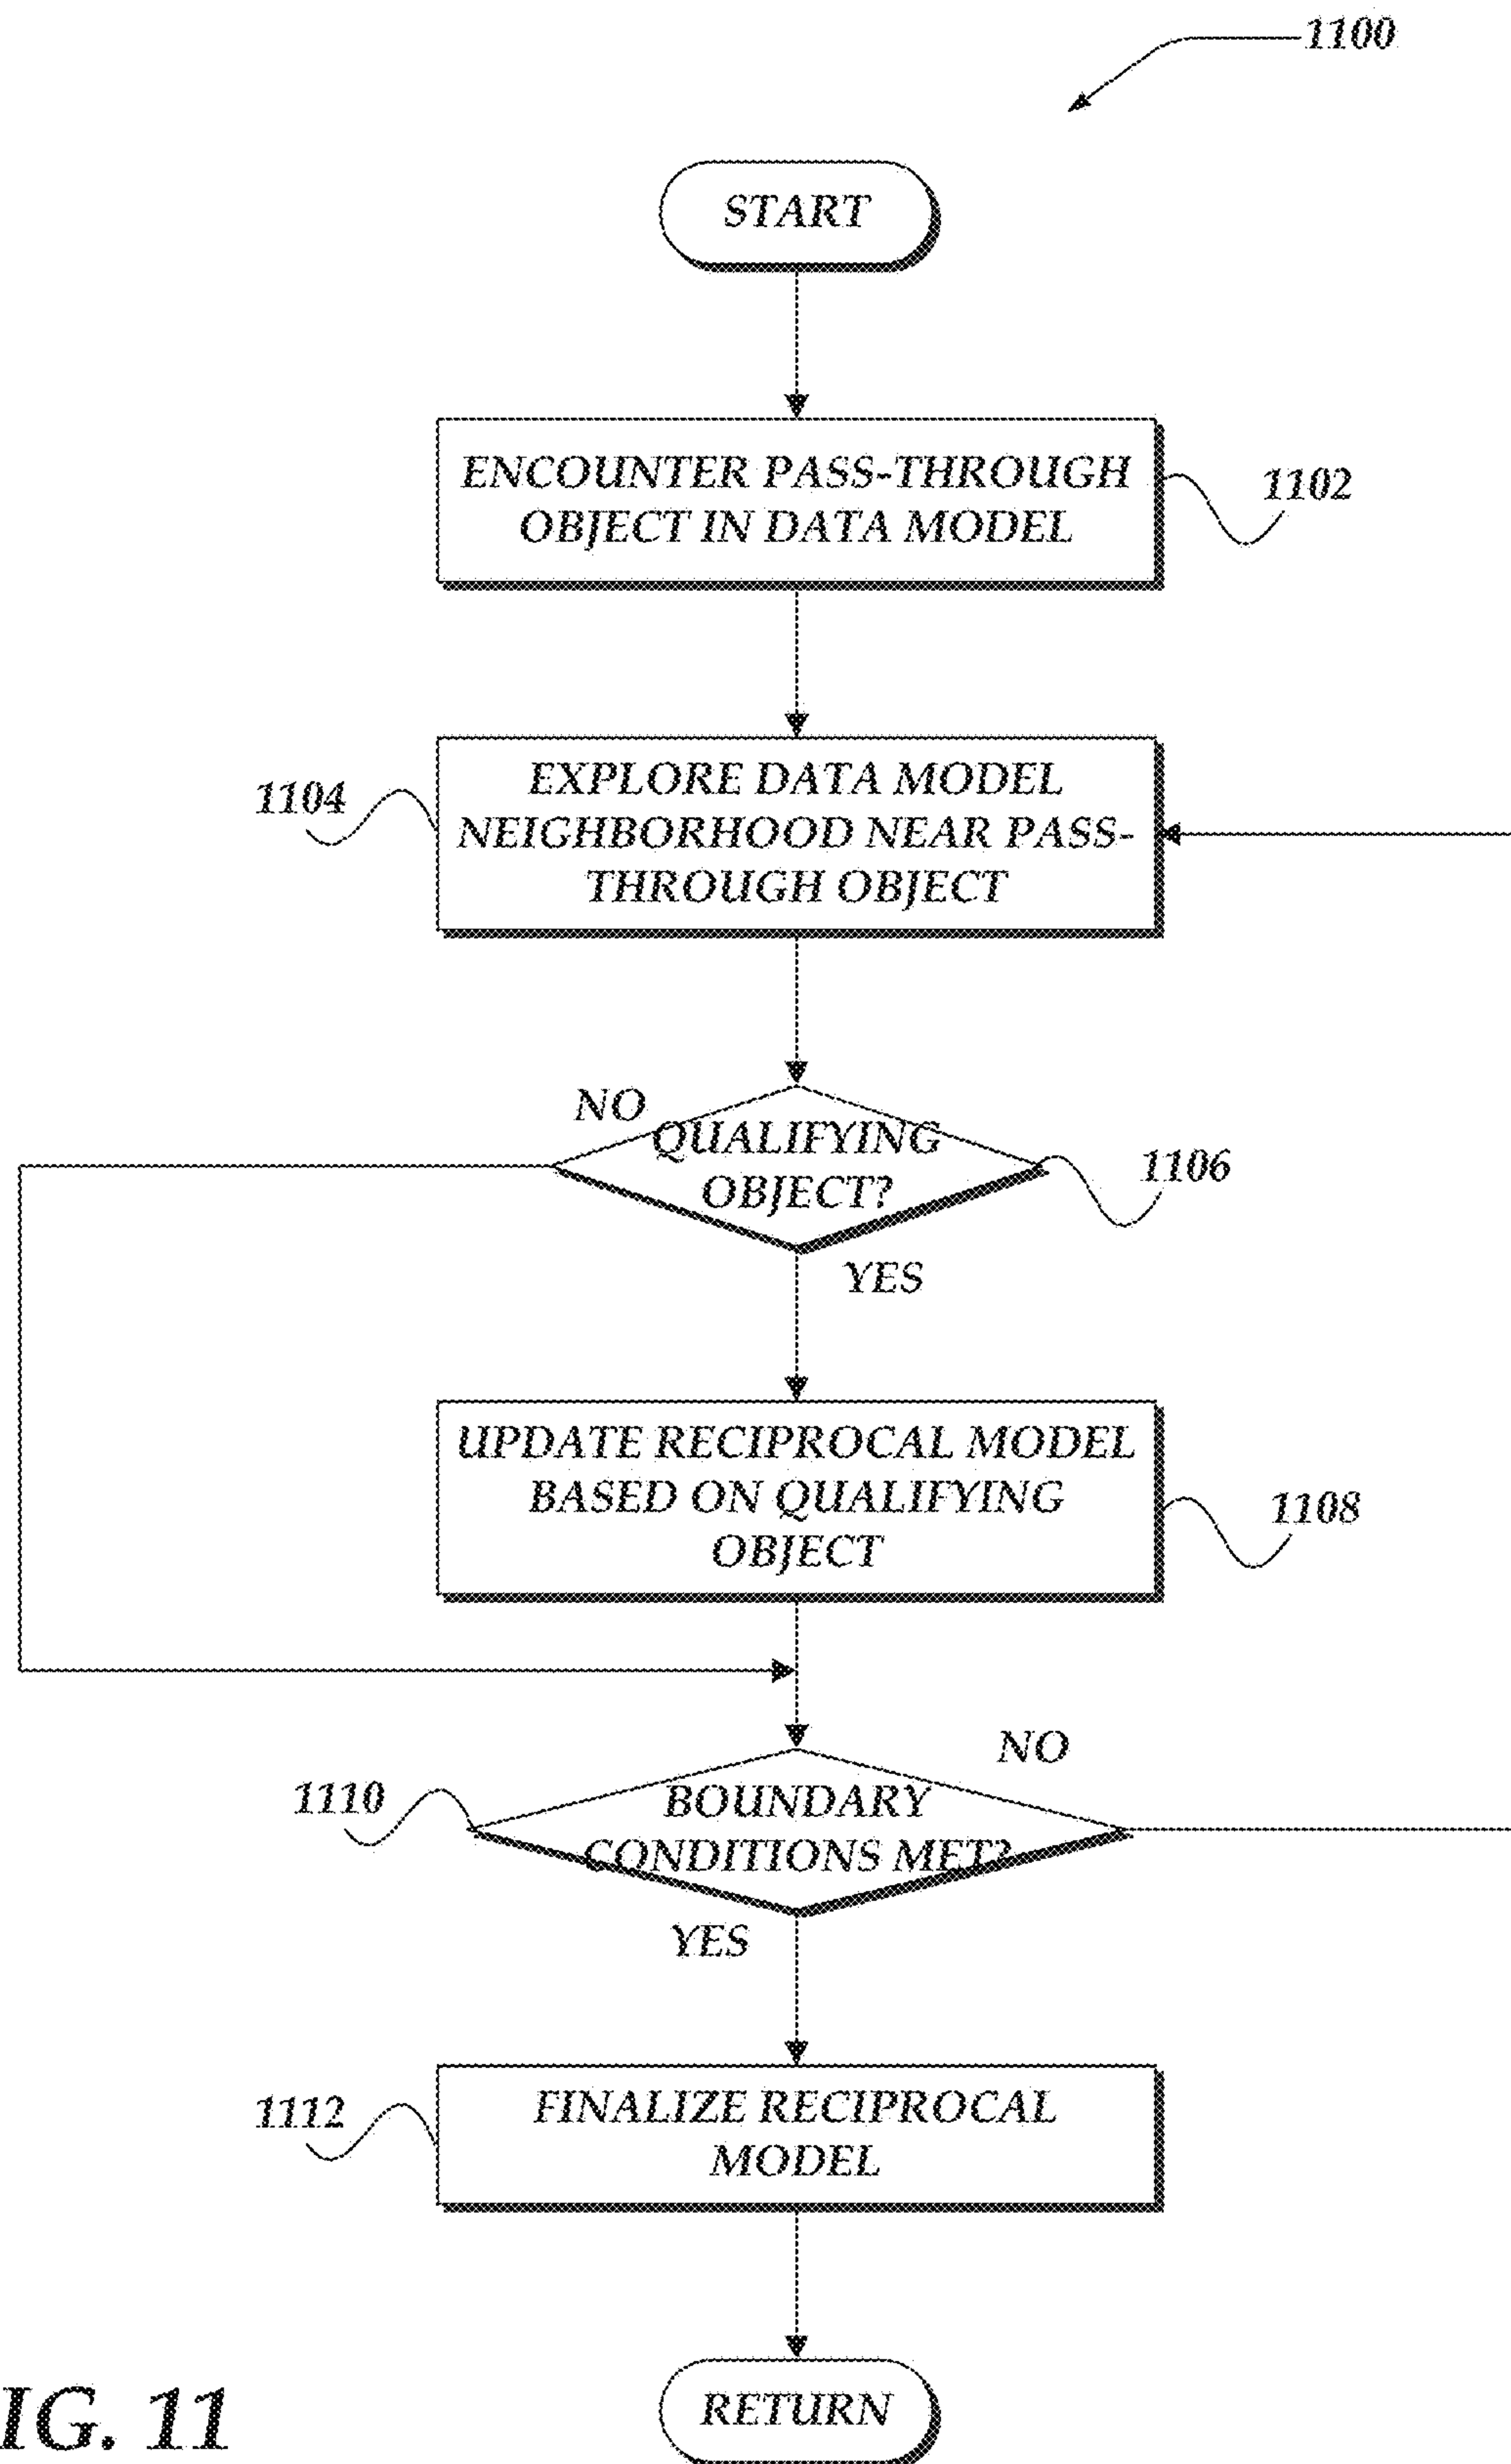 1100
START
ENCOUNTER PASS-THROUGH
OBJECT IN DATA MODEL
1102
EXPLORE DATA MODEL
NEIGHBORHOOD NEAR PASS-
THROUGH OBJECT
1104
NO
QUALIFYING
OBJECT?
1106
YES
UPDATE RECIPROCAL MODEL
BASED ON QUALIFYING
OBJECT
1108
NO
BOUNDARY
CONDITIONS MET?
1110
YES
FINALIZE RECIPROCAL
MODEL
1112
RETURN
IG. 11